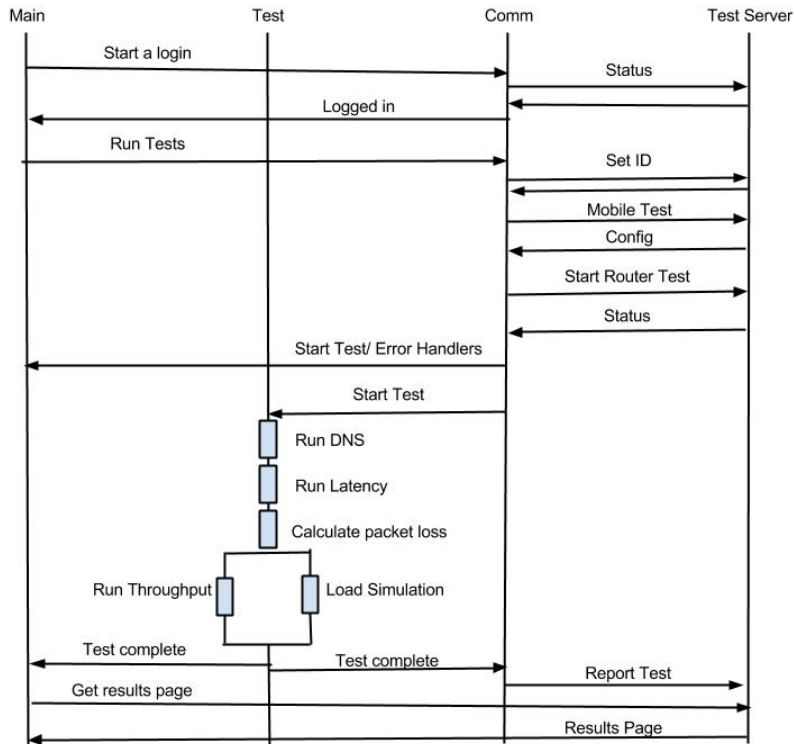 Main
Test
Comm
Test Server
Start a login
Status
Logged in
Run Tests
Set ID
Mobile Test
Config
Start Router Test
Status
Start Test/ Error Handlers
Start Test
Run DNS
Run Latency
Calculate packet loss
Run Throughput
Load Simulation
Test complete
Test complete
Report Test
Get results page
Results Page